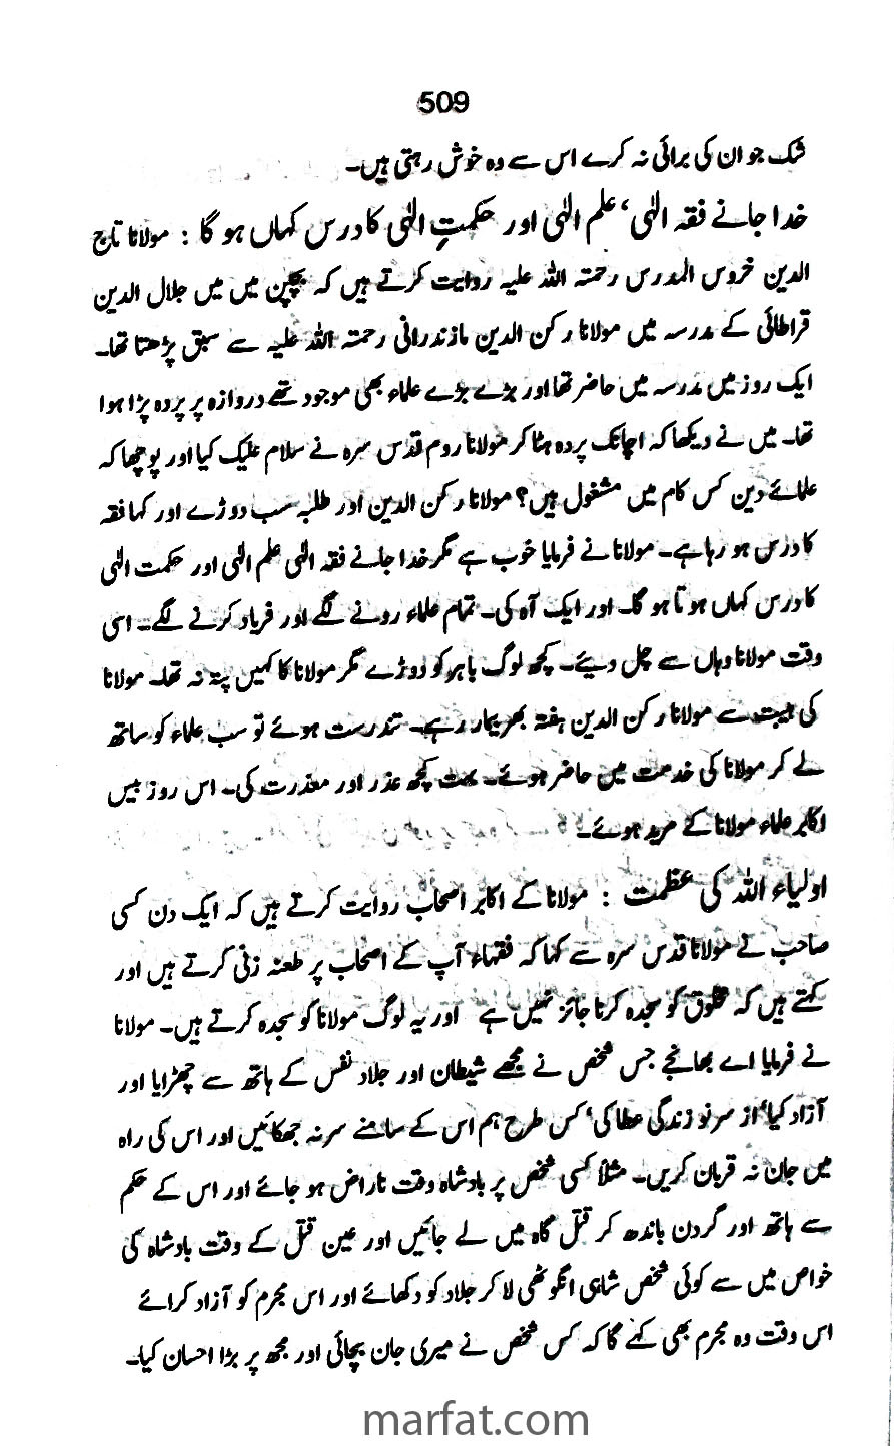 509
شک جو ان کی برائی نہ کرے اس سے وہ خوش رہتی ہیں۔
خدا جانے فقہ الٰہی، علم الٰہی اور حکمتِ الٰہی کا درس کہاں ہو گا : مولانا تاج
الدین خروس المدرس رحمتہ اللہ علیہ روایت کرتے ہیں کہ بچپن میں میں جلال الدین
قراطائی کے مدرسہ میں مولانا رکن الدین ماژندرانی رحمتہ اللہ علیہ سے سبق پڑھتا تھا۔
ایک روز میں مدرسہ میں حاضر تھا اور بڑے بڑے علماء بھی موجود تھے دروازہ پر پردہ پڑا ہوا
تھا۔ میں نے دیکھا کہ اچانک پردہ ہٹا کر مولانا روم قدس سرہ نے سلام علیک کیا اور پوچھا کہ
علمائے دین کس کام میں مشغول ہیں؟ مولانا رکن الدین اور طلبہ سب دوڑے اور کہا فقہ
کا درس ہو رہا ہے۔ مولانا نے فرمایا خوب ہے مگر خدا جانے فقہ الٰہی علم الٰہی اور حکمت الٰہی
کا درس کہاں ہوتا ہو گا۔ اور ایک آہ کی۔ تمام علماء رونے لگے اور فریاد کرنے لگے۔ اسی
وقت مولانا وہاں سے چل دیئے۔ کچھ لوگ باہر کو دوڑے مگر مولانا کا کہیں پتہ نہ تھا۔ مولانا
کی ہیبت سے مولانا رکن الدین ہفتہ بھر بیمار رہے۔ تندرست ہوئے تو سب علماء کو ساتھ
لے کر مولانا کی خدمت میں حاضر ہوئے۔ بہت کچھ عذر اور معذرت کی۔ اس روز بیس
اکابر علماء مولانا کے مرید ہوئے۔
اولیاء اللہ کی عظمت : مولانا کے اکابر اصحاب روایت کرتے ہیں کہ ایک دن کسی
صاحب نے مولانا قدس سرہ سے کہا کہ فقہاء آپ کے اصحاب پر طعنہ زنی کرتے ہیں اور
کہتے ہیں کہ مخلوق کو سجدہ کرنا جائز نہیں ہے اور یہ لوگ مولانا کو سجدہ کرتے ہیں۔ مولانا
نے فرمایا اے بھانجے جس شخص نے مجھے شیطان اور جلاد نفس کے ہاتھ سے چھڑایا اور
آزاد کیا، از سر نو زندگی عطا کی، کس طرح ہم اس کے سامنے سر نہ جھکائیں اور اس کی راہ
میں جان نہ قربان کریں۔ مثلاً کسی شخص پر بادشاہ وقت ناراض ہو جائے اور اس کے حکم
سے ہاتھ اور گردن باندھ کر قتل گاہ میں لے جائیں اور عین قتل کے وقت بادشاہ کی
خواص میں سے کوئی شخص شاہی انگوٹھی لا کر جلاد کو دکھائے اور اس مجرم کو آزاد کرائے
اس وقت وہ مجرم بھی کہے گا کہ کس شخص نے میری جان بچائی اور مجھ پر بڑا احسان کیا۔
marfat.com